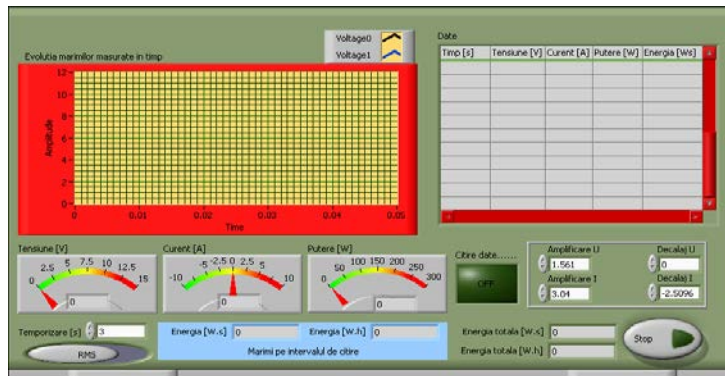 Voltage0
Voltage1
Evolutia marimilor masurate in timp
Amplitude
12
10
8
6
4
2
0
0 0.01 0.02 0.03 0.04 0.05
Time
Date
Timp [s] Tensiune [V] Curent [A] Putere [W] Energia [Ws]
Tensiune [V]
0 2.5 5 7.5 10 12.5 15
0
Curent [A]
-10 -5 -2.5 0 2.5 5 10
0
Putere [W]
0 50 100 150 200 250 300
0
Citire date......
OFF
Amplificare U Decalaj U
1.561 0
Amplificare I Decalaj I
3.04 -2.5096
Temporizare [s] 3
RMS
Energia [W.s] 0 Energia [W.h] 0
Marimi pe intervalul de citire
Energia totala [W.s] 0
Energia totala [W.h] 0
Stop